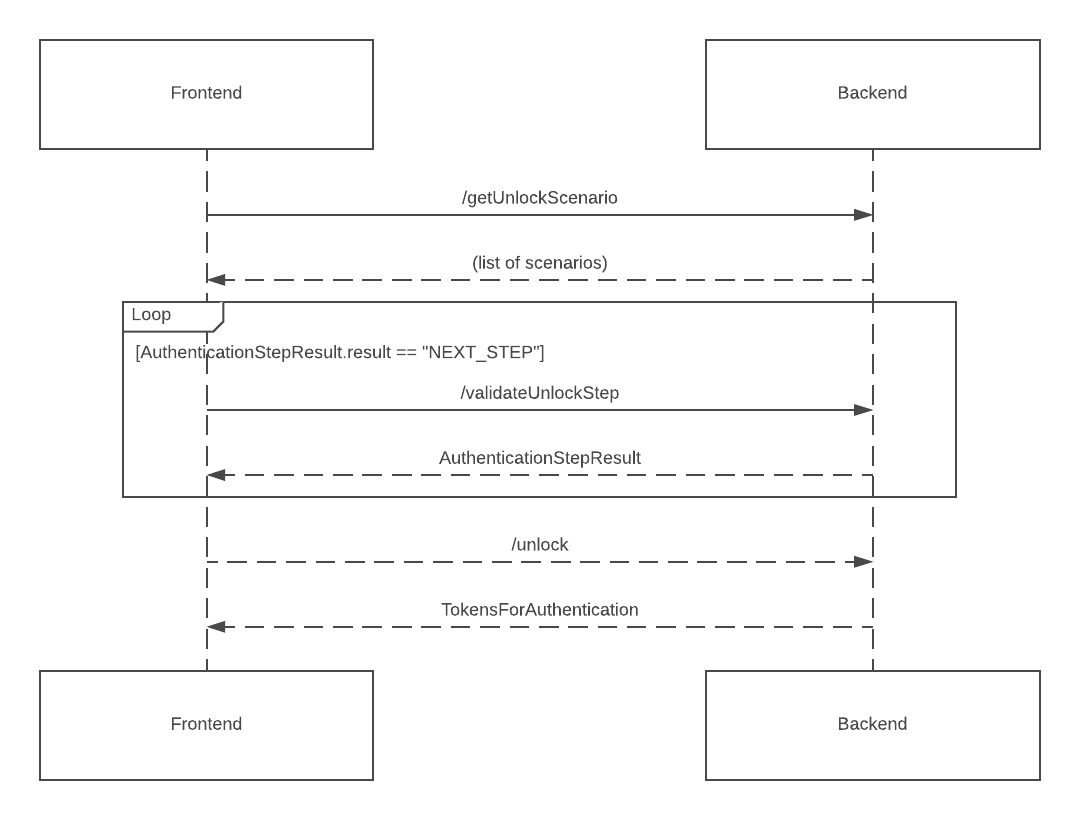 Frontend
Backend
/getUnlockScenario
(list of scenarios)
Loop
[AuthenticationStepResult.result == "NEXT_STEP"]
/validateUnlockStep
AuthenticationStepResult
/unlock
TokensForAuthentication
Frontend
Backend